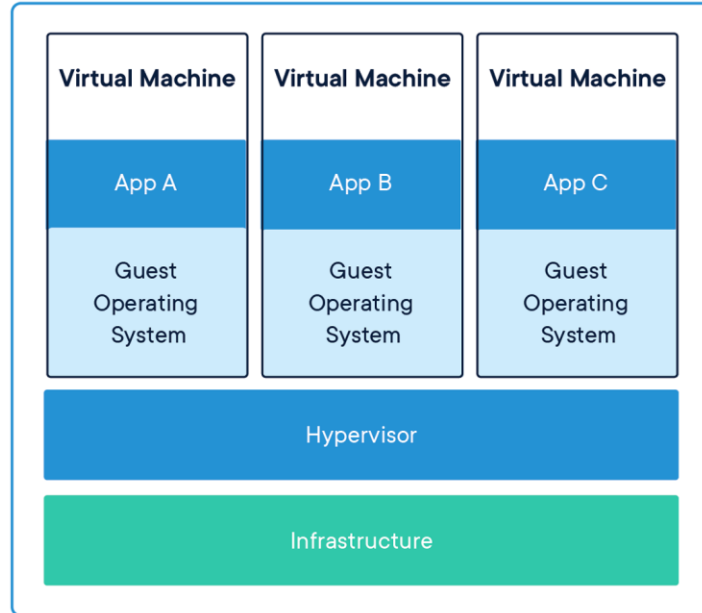 Virtual Machine
App A
Guest
Operating
System
Virtual Machine
App B
Guest
Operating
System
Virtual Machine
App C
Guest
Operating
System
Hypervisor
Infrastructure